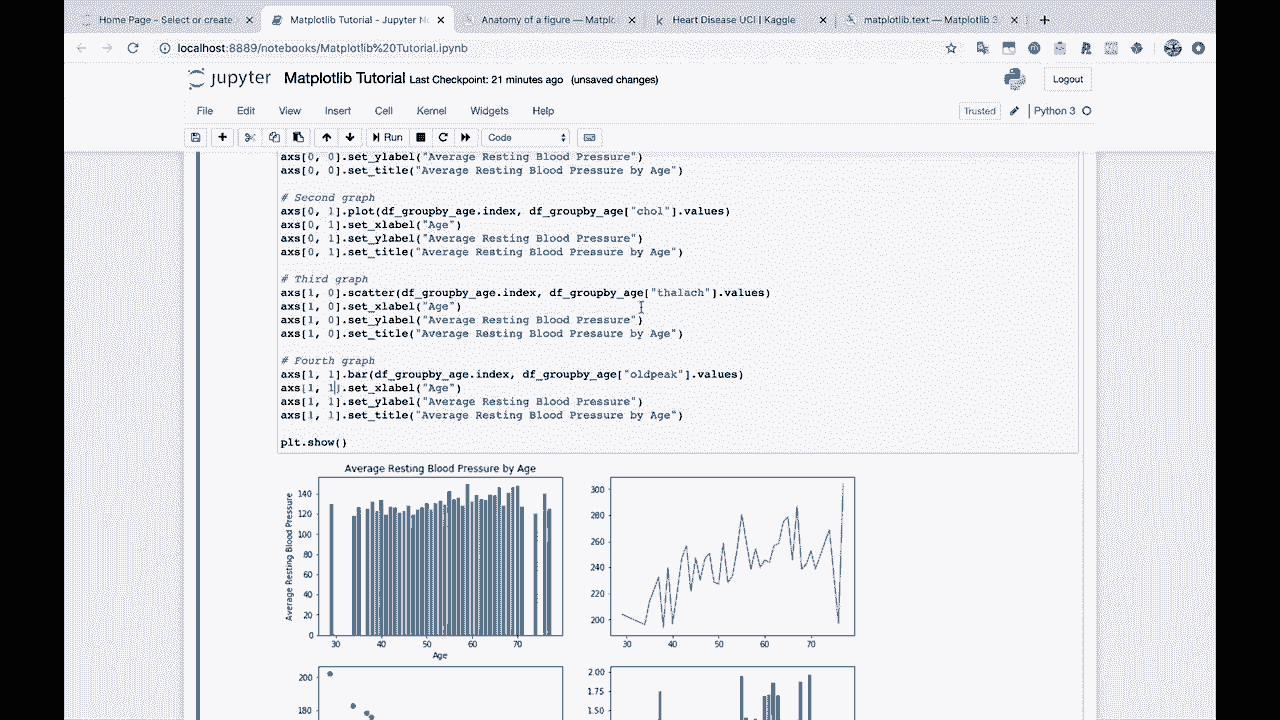 Home Page - Select or create
Matplotlib Tutorial - Jupyter N
Anatomy of a figure — Matplo
Heart Disease UCI | Kaggle
matplotlib.text — Matplotlib 3
localhost:8889/notebooks/Matplotlib%20Tutorial.ipynb
jupyter Matplotlib Tutorial Last Checkpoint: 21 minutes ago (unsaved changes)
Logout
File Edit View Insert Cell Kernel Widgets Help
Trusted Python 3
Run Code
axs[0, 0].set_ylabel("Average Resting Blood Pressure")
axs[0, 0].set_title("Average Resting Blood Pressure by Age")
# Second graph
axs[0, 1].plot(df_groupby_age.index, df_groupby_age["chol"].values)
axs[0, 1].set_xlabel("Age")
axs[0, 1].set_ylabel("Average Resting Blood Pressure")
axs[0, 1].set_title("Average Resting Blood Pressure by Age")
# Third graph
axs[1, 0].scatter(df_groupby_age.index, df_groupby_age["thalach"].values)
axs[1, 0].set_xlabel("Age")
axs[1, 0].set_ylabel("Average Resting Blood Pressure")
axs[1, 0].set_title("Average Resting Blood Pressure by Age")
# Fourth graph
axs[1, 1].bar(df_groupby_age.index, df_groupby_age["oldpeak"].values)
axs[1, 1].set_xlabel("Age")
axs[1, 1].set_ylabel("Average Resting Blood Pressure")
axs[1, 1].set_title("Average Resting Blood Pressure by Age")
plt.show()
Average Resting Blood Pressure by Age
Average Resting Blood Pressure
140
120
100
80
60
40
20
0
30 40 50 60 70
Age
300
280
260
240
220
200
30 40 50 60 70
200
180
2.00
1.75
1.50